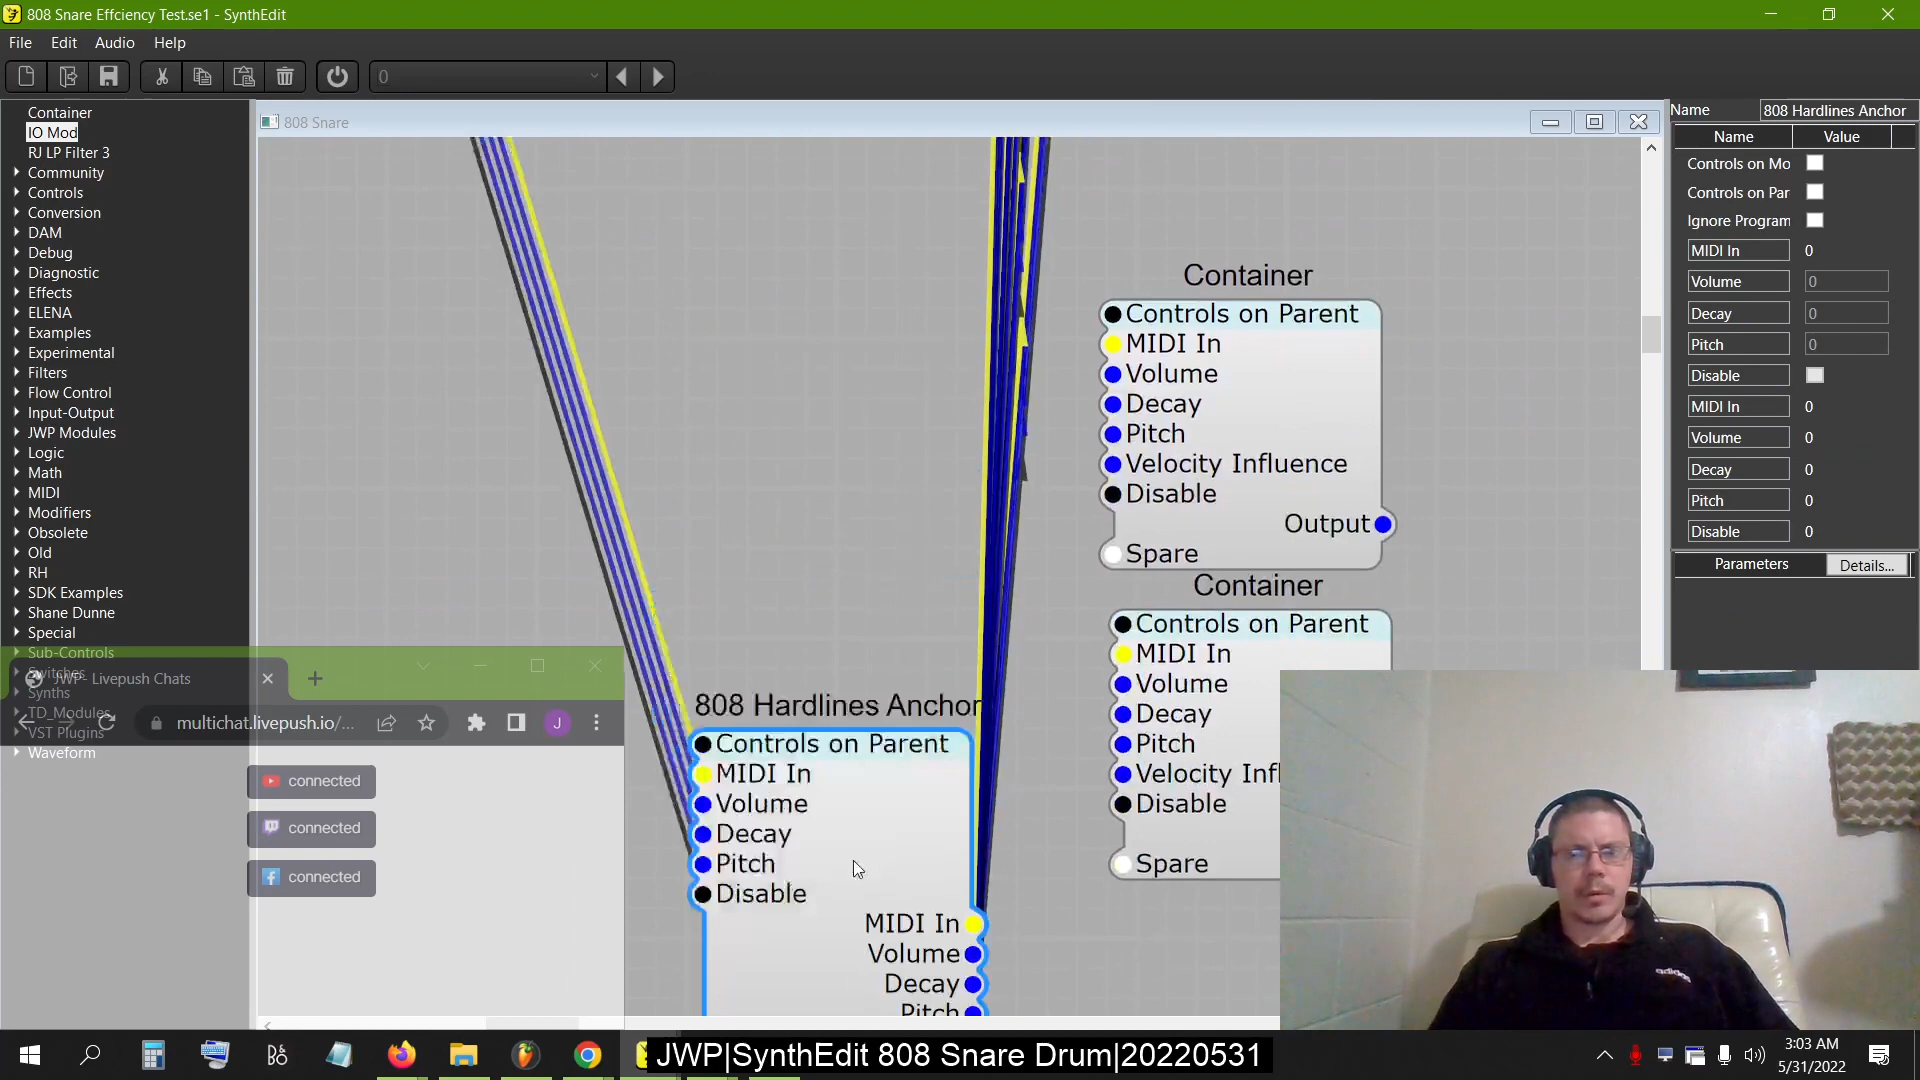 808 Snare Effciency Test.se1 - SynthEdit
File Edit Audio Help
0
Container
IO Mod
RJ LP Filter 3
Community
Controls
Conversion
DAM
Debug
Diagnostic
Effects
ELENA
Examples
Experimental
Filters
Flow Control
Input-Output
JWP Modules
Logic
Math
MIDI
Modifiers
Obsolete
Old
RH
SDK Examples
Shane Dunne
Special
Sub-Controls
Switches
Synths
TD_Modules
VST Plugins
Waveform
JWP - Livepush Chats
multichat.livepush.io/...
J
connected
connected
connected
808 Snare
Container
Controls on Parent
MIDI In
Volume
Decay
Pitch
Velocity Influence
Disable
Output
Spare
Container
Controls on Parent
MIDI In
Volume
Decay
Pitch
Velocity Infl
Disable
Spare
808 Hardlines Anchor
Controls on Parent
MIDI In
Volume
Decay
Pitch
Disable
MIDI In
Volume
Decay
Pitch
Name 808 Hardlines Anchor
Name Value
Controls on Mo
Controls on Par
Ignore Program
MIDI In 0
Volume 0
Decay 0
Pitch 0
Disable
MIDI In 0
Volume 0
Decay 0
Pitch 0
Disable 0
Parameters Details...
adidas
JWP|SynthEdit 808 Snare Drum|20220531
3:03 AM
5/31/2022